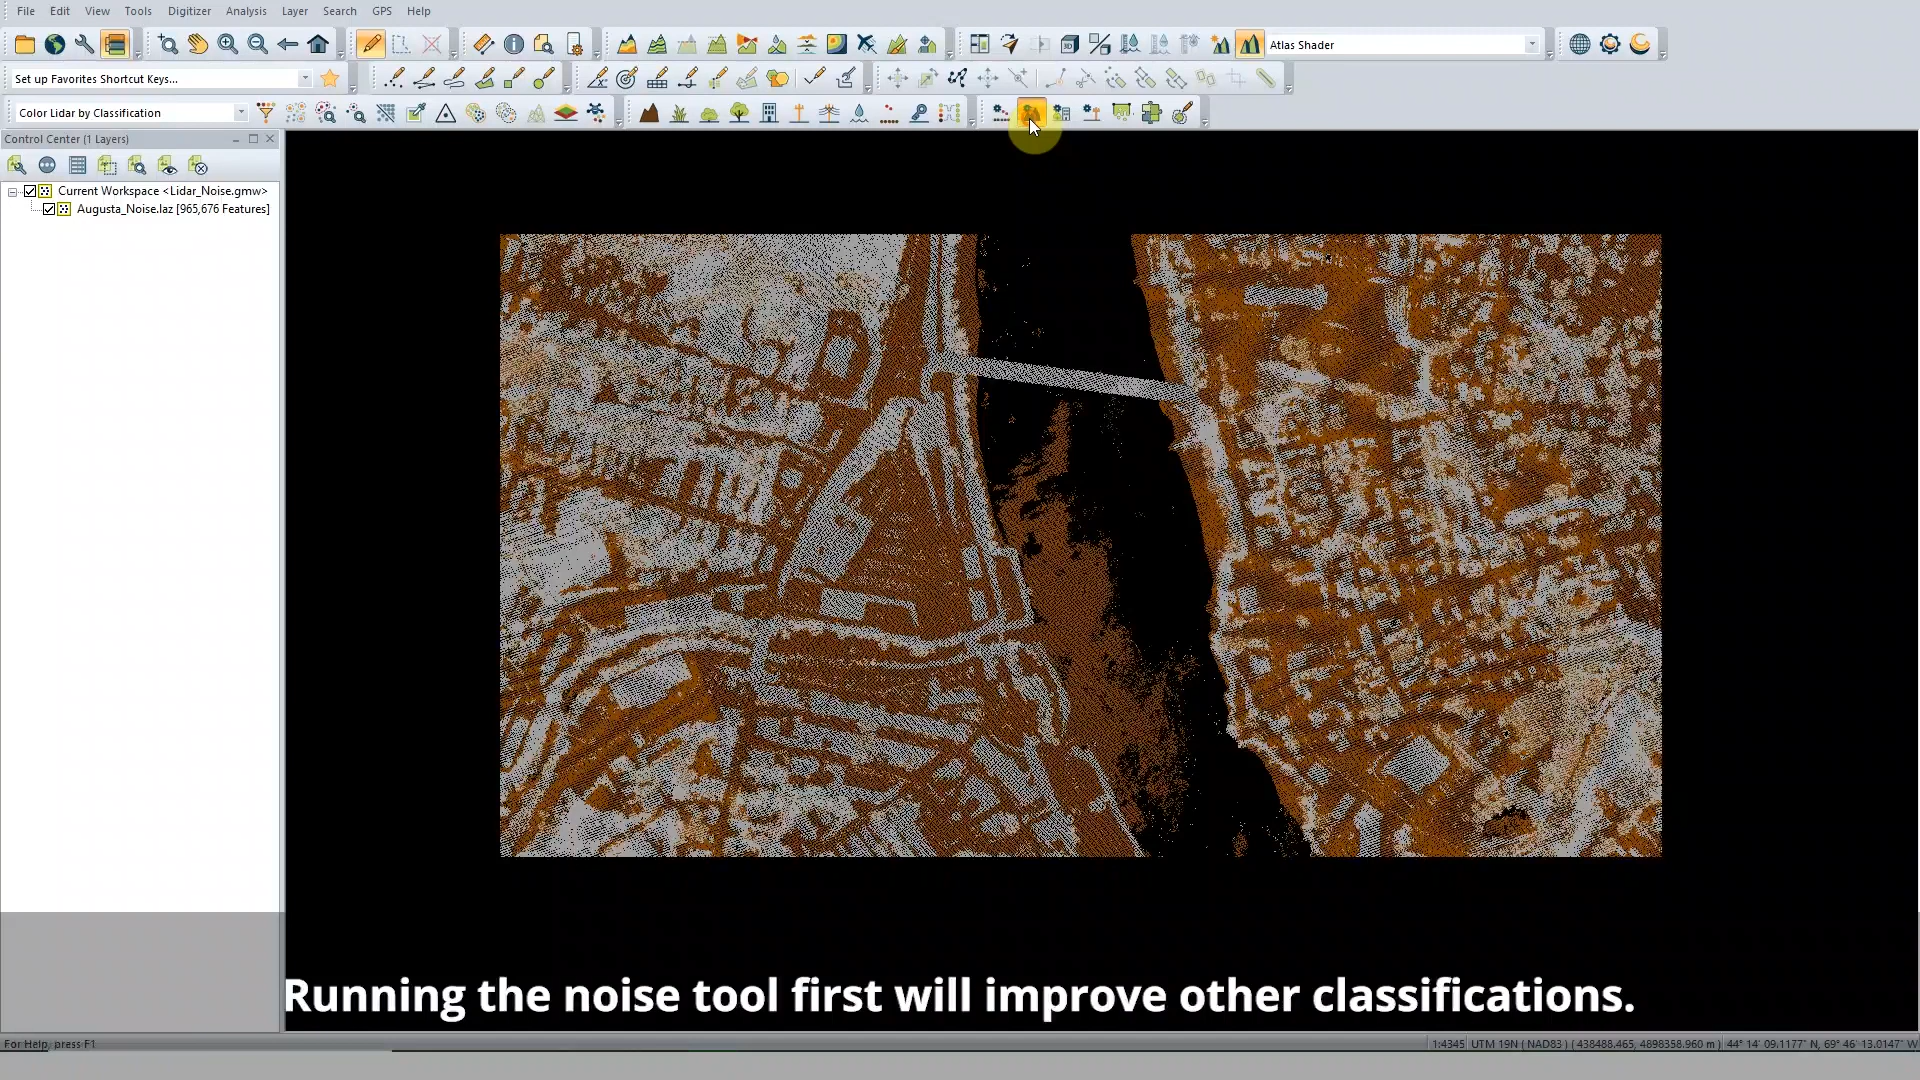 File Edit View Tools Digitizer Analysis Layer Search GPS Help
Atlas Shader
Set up Favorites Shortcut Keys...
Color Lidar by Classification
Control Center (1 Layers)
Current Workspace <Lidar_Noise.gmw>
Augusta_Noise.laz [965,676 Features]
Running the noise tool first will improve other classifications.
For Help, press F1
1:4345 UTM 19N ( NAD83 ) ( 438488.465, 4898358.960 m ) 44° 14' 09.1177" N, 69° 46' 13.0147" W